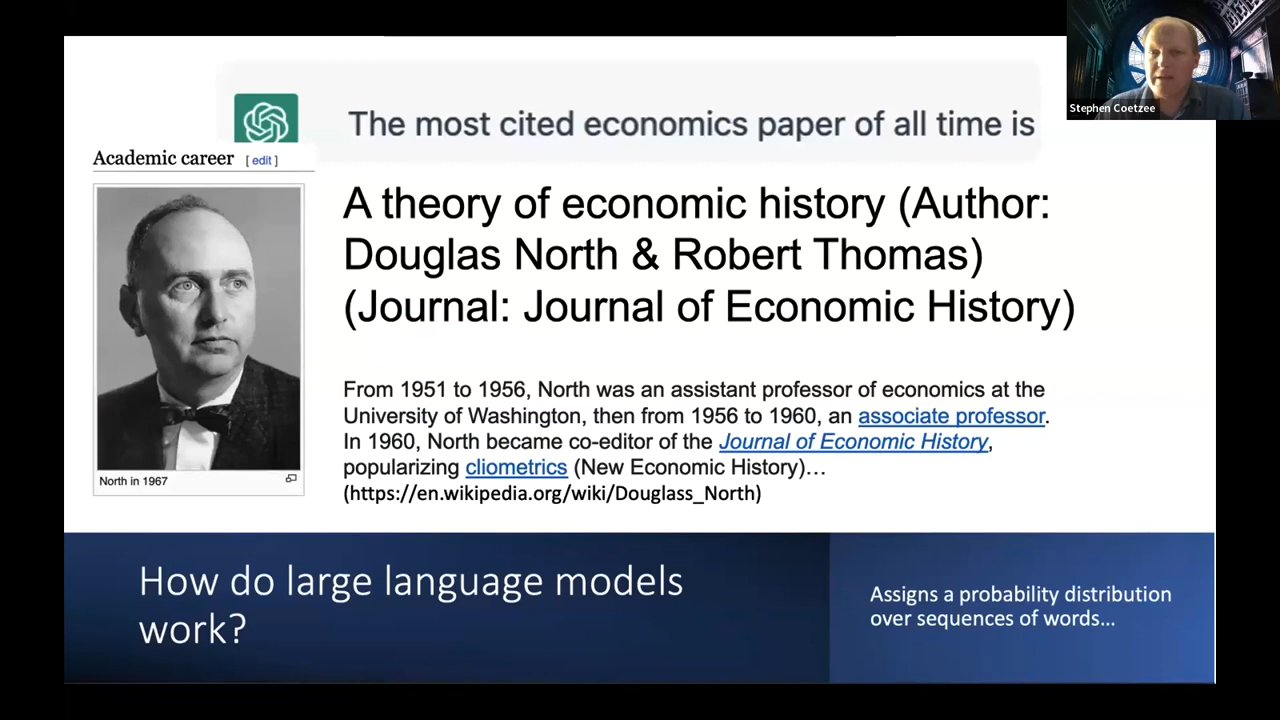 Stephen Coetzee
The most cited economics paper of all time is
Academic career [ edit ]
A theory of economic history (Author:
Douglas North & Robert Thomas)
(Journal: Journal of Economic History)
North in 1967
From 1951 to 1956, North was an assistant professor of economics at the
University of Washington, then from 1956 to 1960, an associate professor.
In 1960, North became co-editor of the Journal of Economic History,
popularizing cliometrics (New Economic History)…
(https://en.wikipedia.org/wiki/Douglass_North)
How do large language models
work?
Assigns a probability distribution
over sequences of words…